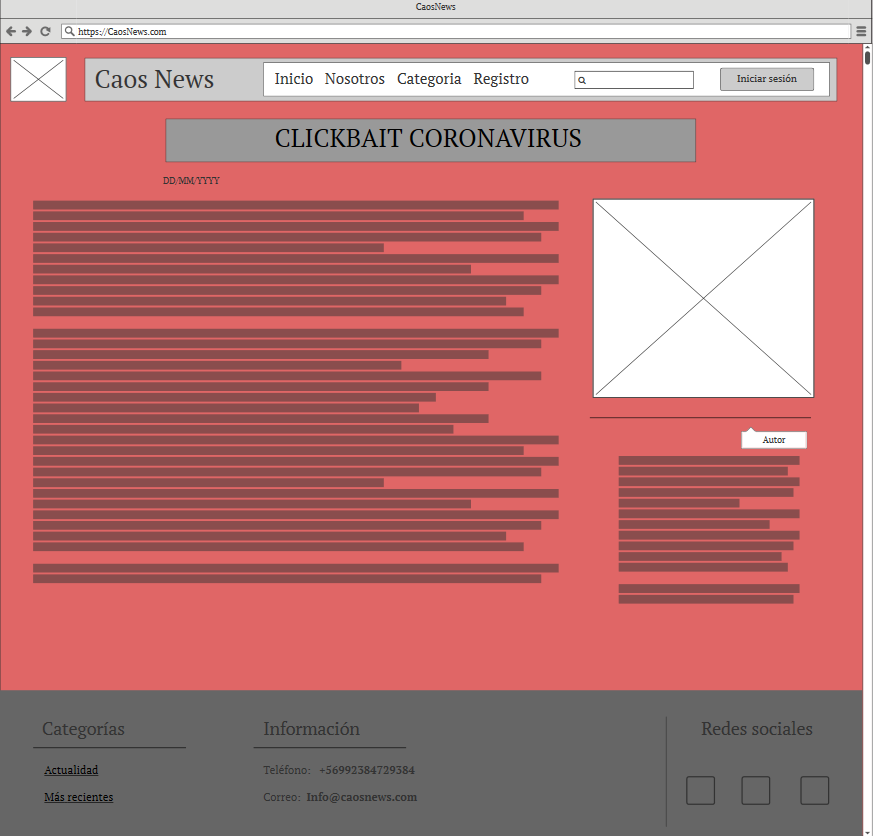 CaosNews
https://CaosNews.com
Caos News
Inicio Nosotros Categoria Registro
Iniciar sesión
CLICKBAIT CORONAVIRUS
DD/MM/YYYY
Autor
Categorías
Actualidad
Más recientes
Información
Teléfono: +56992384729384
Correo: Info@caosnews.com
Redes sociales